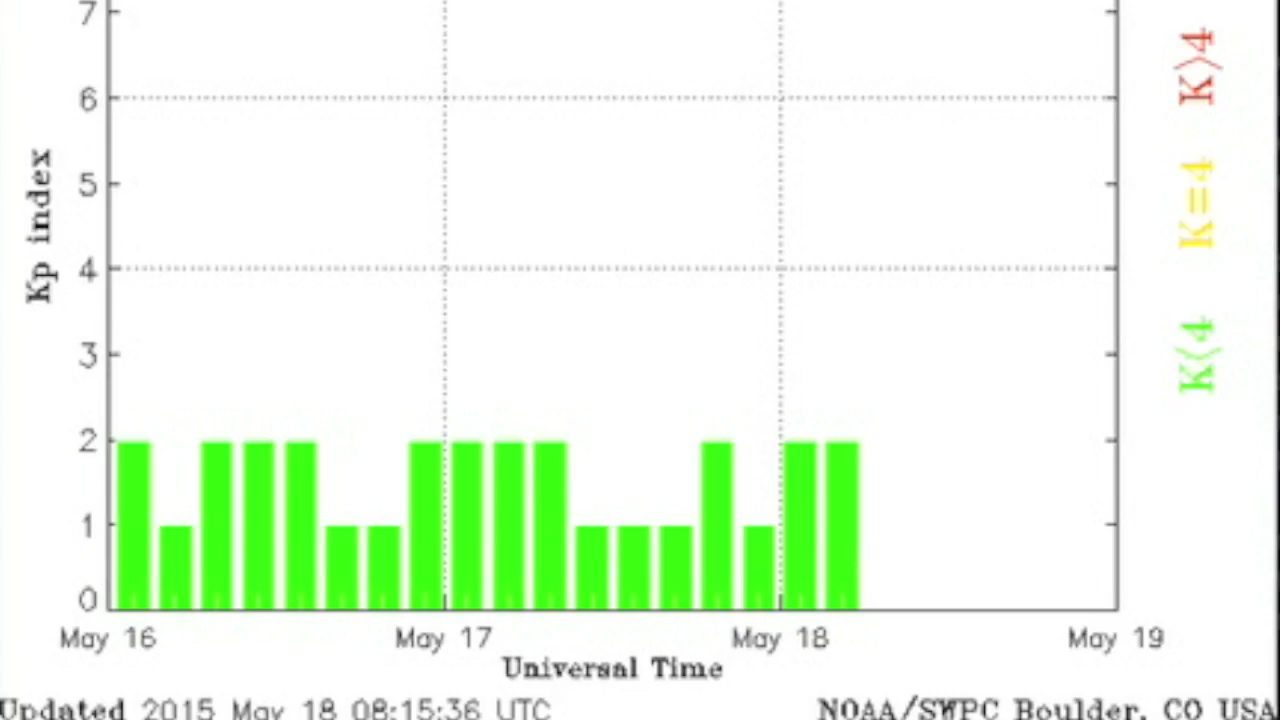 7
6
5
4
3
2
1
0
Kp index
May 16 May 17 May 18 May 19
Universal Time
Updated 2015 May 18 08:15:36 UTC NOAA/SWPC Boulder, CO USA
K>4
K=4
K<4